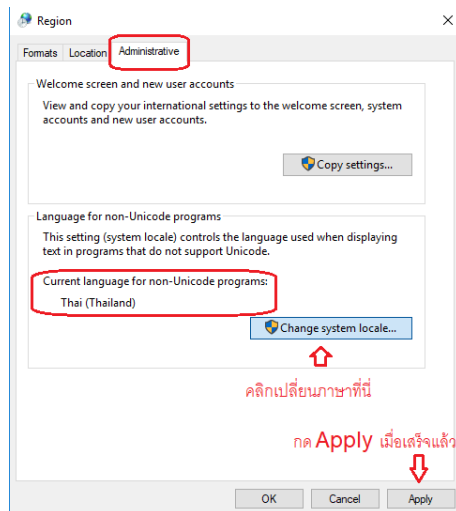 Region
Formats Location Administrative
Welcome screen and new user accounts
View and copy your international settings to the welcome screen, system
accounts and new user accounts.
Copy settings...
Language for non-Unicode programs
This setting (system locale) controls the language used when displaying
text in programs that do not support Unicode.
Current language for non-Unicode programs:
Thai (Thailand)
Change system locale...
คลิกเปลี่ยนภาษาที่นี่
กด Apply เมื่อเสร็จแล้ว
OK Cancel Apply